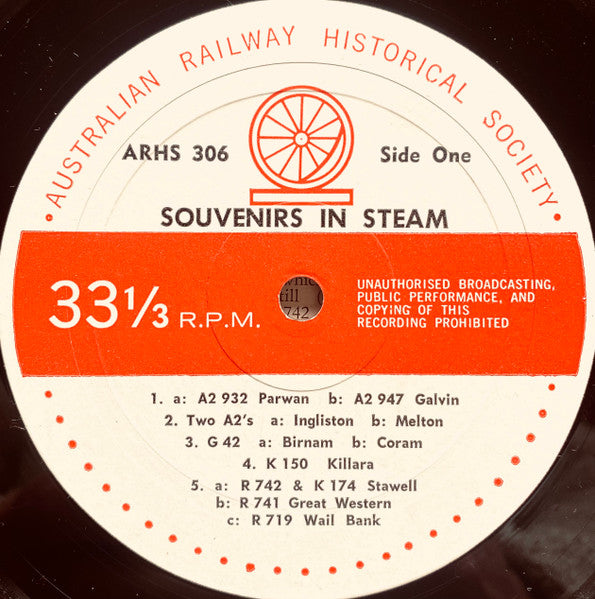 • AUSTRALIAN RAILWAY HISTORICAL SOCIETY •
ARHS 306
Side One
SOUVENIRS IN STEAM
33⅓ R.P.M.
UNAUTHORISED BROADCASTING,
PUBLIC PERFORMANCE, AND
COPYING OF THIS
RECORDING PROHIBITED
till
742
1. a: A2 932 Parwan b: A2 947 Galvin
2. Two A2's a: Ingliston b: Melton
3. G 42 a: Birnam b: Coram
4. K 150 Killara
5. a: R 742 & K 174 Stawell
b: R 741 Great Western
c: R 719 Wail Bank